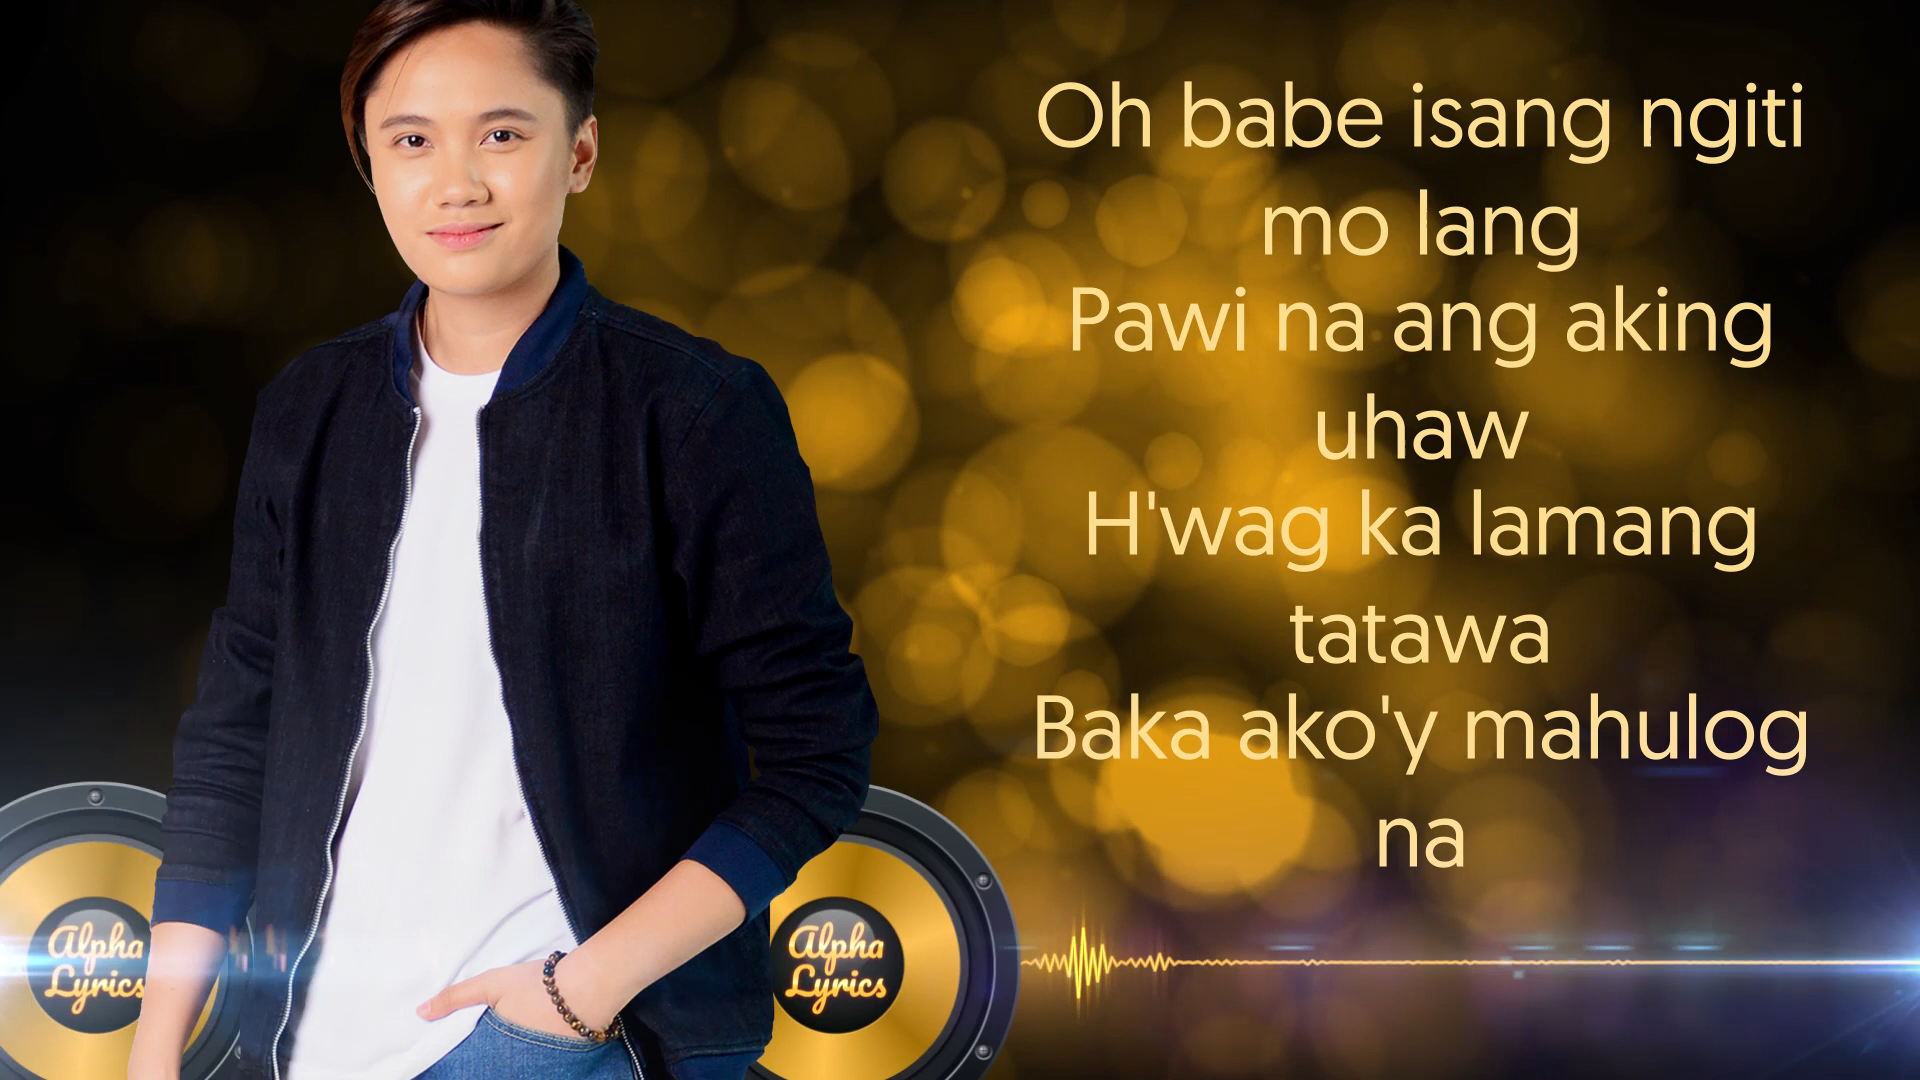 Oh babe isang ngiti
mo lang
Pawi na ang aking
uhaw
H'wag ka lamang
tatawa
Baka ako'y mahulog
na
Alpha
Lyrics
Alpha
Lyrics